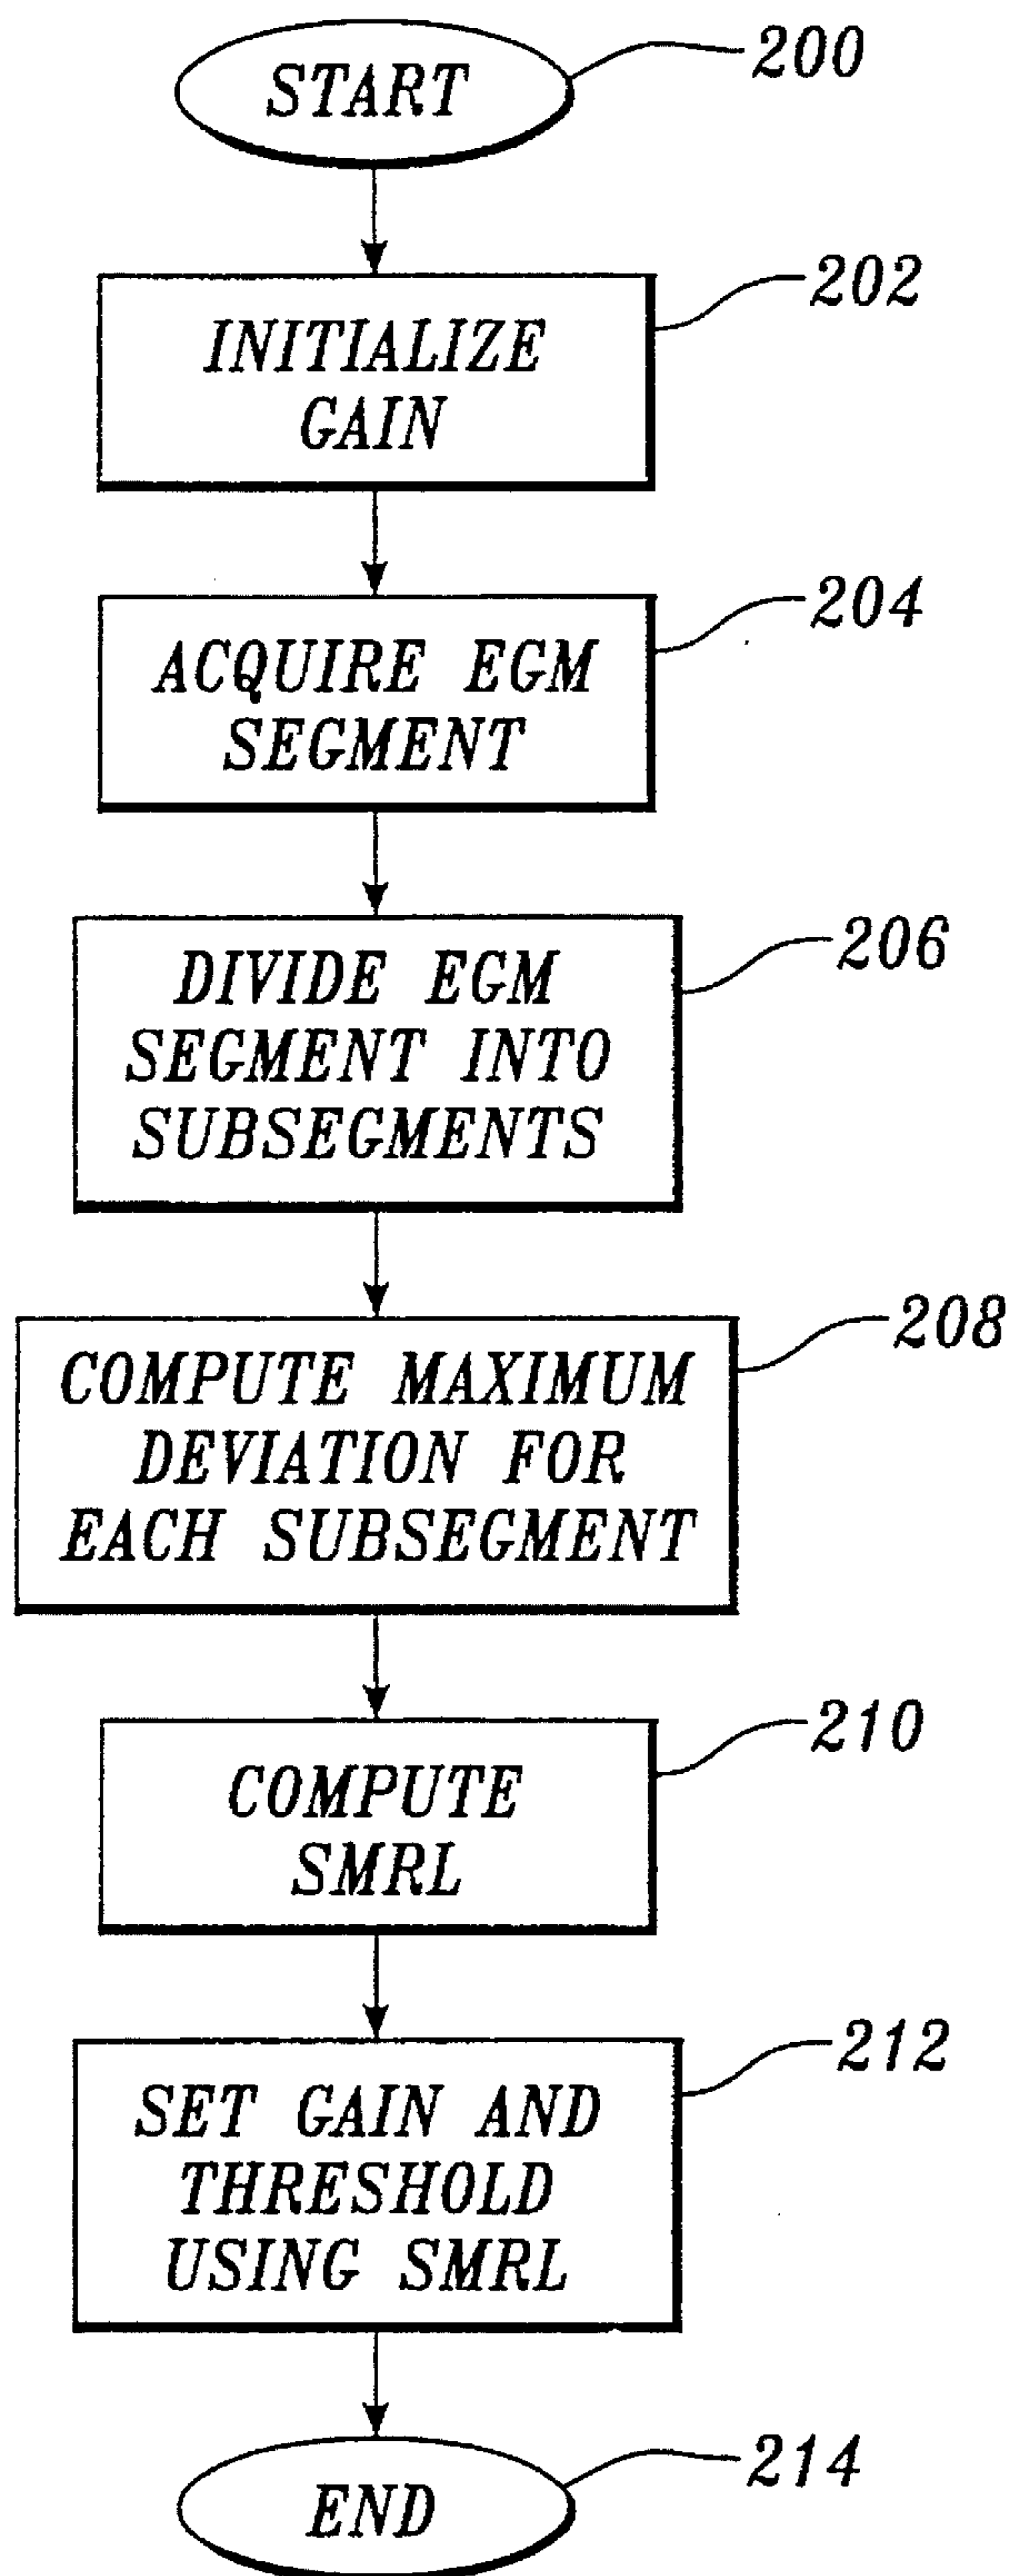 START
200
INITIALIZE
GAIN
202
ACQUIRE EGM
SEGMENT
204
DIVIDE EGM
SEGMENT INTO
SUBSEGMENTS
206
COMPUTE MAXIMUM
DEVIATION FOR
EACH SUBSEGMENT
208
COMPUTE
SMRL
210
SET GAIN AND
THRESHOLD
USING SMRL
212
END
214